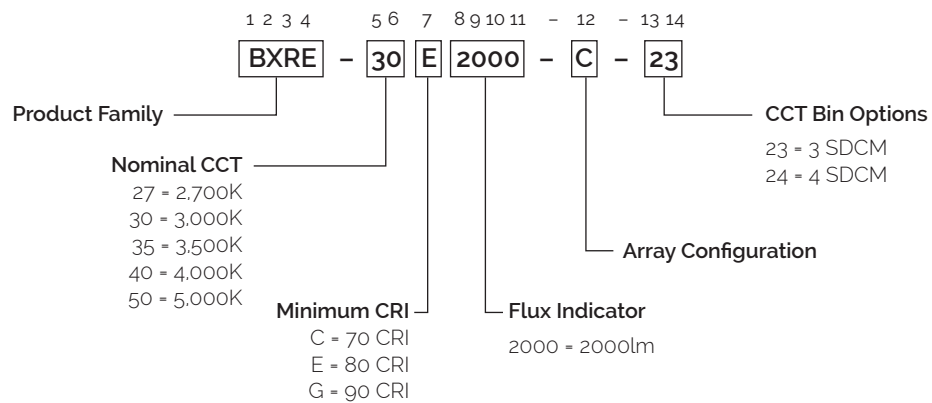 1 2 3 4 5 6 7 8 9 10 11 – 12 – 13 14
BXRE – 30 E 2000 – C – 23
Product Family
CCT Bin Options
23 = 3 SDCM
24 = 4 SDCM
Nominal CCT
27 = 2,700K
30 = 3,000K
35 = 3,500K
40 = 4,000K
50 = 5,000K
Array Configuration
Minimum CRI
C = 70 CRI
E = 80 CRI
G = 90 CRI
Flux Indicator
2000 = 2000lm